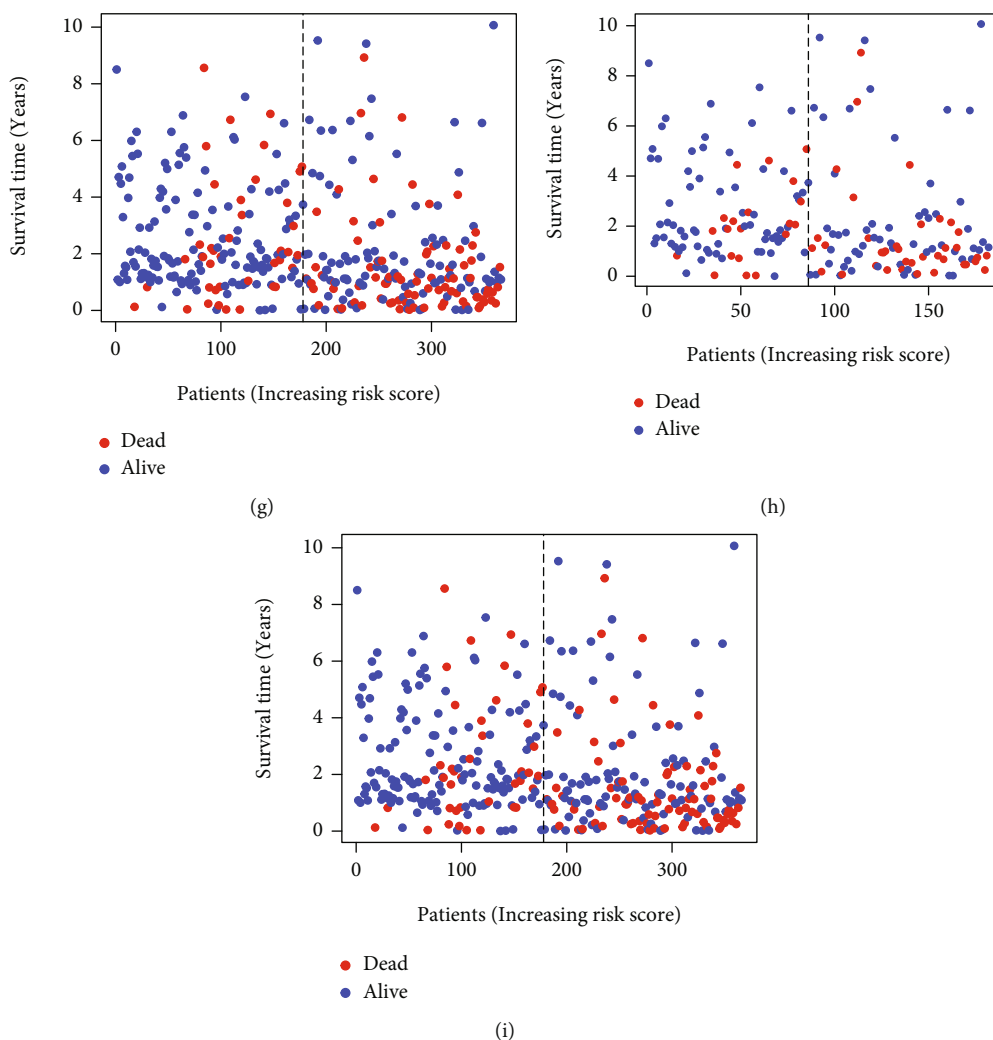 10
8
6
4
2
0
Survival time (Years)
0
100
200
300
Patients (Increasing risk score)
Dead
Alive
(g)
10
8
6
4
2
0
Survival time (Years)
0
50
100
150
Patients (Increasing risk score)
Dead
Alive
(h)
10
8
6
4
2
0
Survival time (Years)
0
100
200
300
Patients (Increasing risk score)
Dead
Alive
(i)